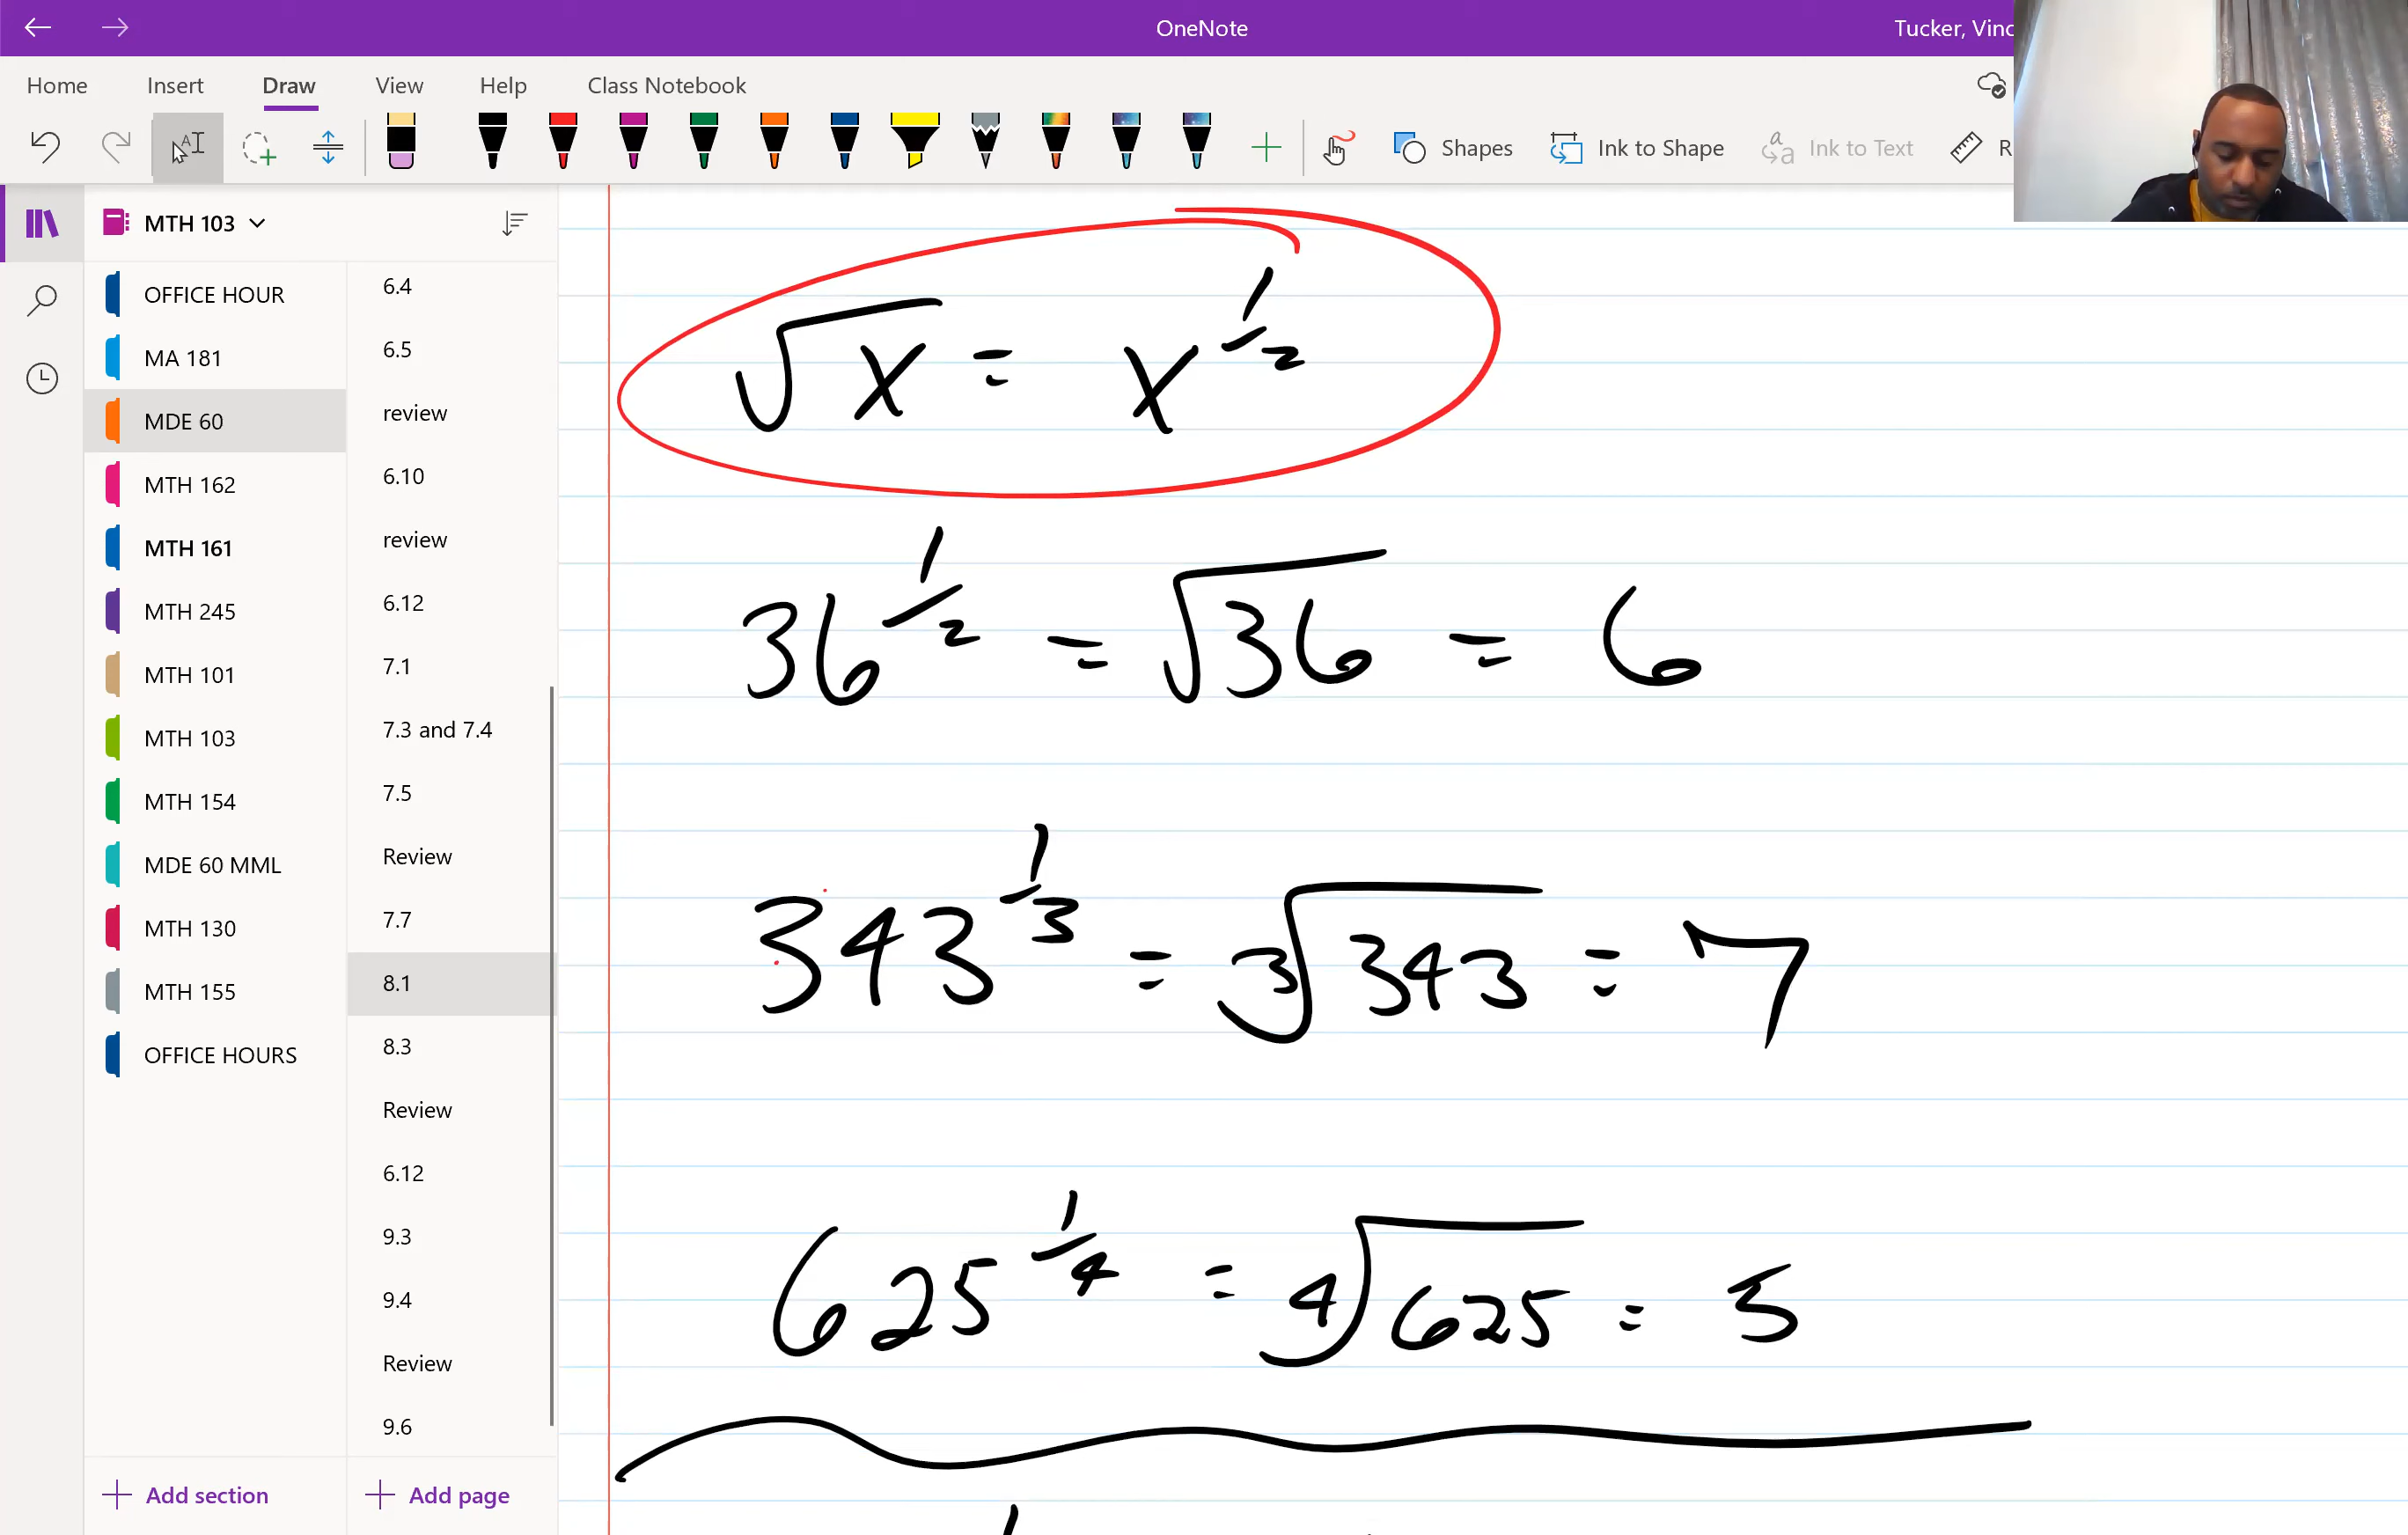 OneNote
Tucker, Vinc
Home Insert Draw View Help Class Notebook
Shapes Ink to Shape Ink to Text R
MTH 103
OFFICE HOUR
MA 181
MDE 60
MTH 162
MTH 161
MTH 245
MTH 101
MTH 103
MTH 154
MDE 60 MML
MTH 130
MTH 155
OFFICE HOURS
Add section
6.4
6.5
review
6.10
review
6.12
7.1
7.3 and 7.4
7.5
Review
7.7
8.1
8.3
Review
6.12
9.3
9.4
Review
9.6
Add page
√x = x^1/2
36^1/2 = √36 = 6
343^1/3 = ³√343 = 7
625^1/4 = ⁴√625 = 5